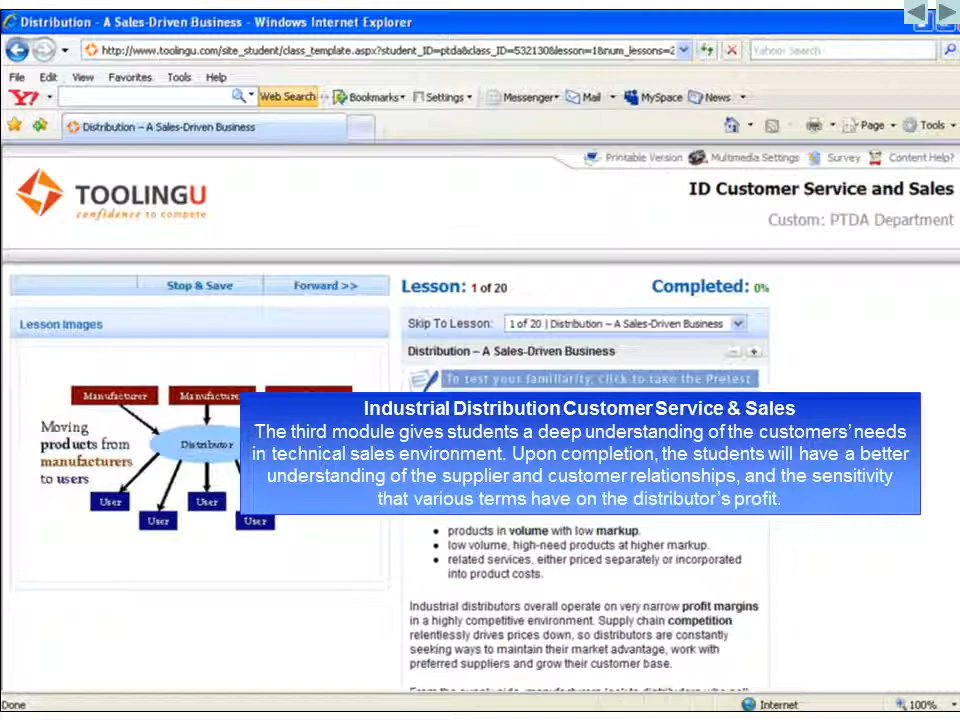 Distribution - A Sales-Driven Business - Windows Internet Explorer
http://www.toolingu.com/site_student/class_template.aspx?student_ID=ptda&class_ID=532130&lesson=1&num_lessons=2
Yahoo! Search
File Edit View Favorites Tools Help
Y! Web Search Bookmarks Settings Messenger Mail MySpace News
Distribution – A Sales-Driven Business
Page Tools
Printable Version Multimedia Settings Survey Content Help?
TOOLINGU
confidence to compete
ID Customer Service and Sales
Custom: PTDA Department
Stop & Save Forward >>
Lesson: 1 of 20 Completed: 0%
Lesson Images
Skip To Lesson: 1 of 20 | Distribution – A Sales-Driven Business
Distribution – A Sales-Driven Business
To test your familiarity, click to take the Pretest
Manufacturer Manufacturer
Moving
products from
manufacturers
to users
Distributor
User User
User User
Industrial Distribution Customer Service & Sales
The third module gives students a deep understanding of the customers' needs
in technical sales environment. Upon completion, the students will have a better
understanding of the supplier and customer relationships, and the sensitivity
that various terms have on the distributor's profit.
• products in volume with low markup.
• low volume, high-need products at higher markup.
• related services, either priced separately or incorporated
into product costs.
Industrial distributors overall operate on very narrow profit margins
in a highly competitive environment. Supply chain competition
relentlessly drives prices down, so distributors are constantly
seeking ways to maintain their market advantage, work with
preferred suppliers and grow their customer base.
Done Internet 100%